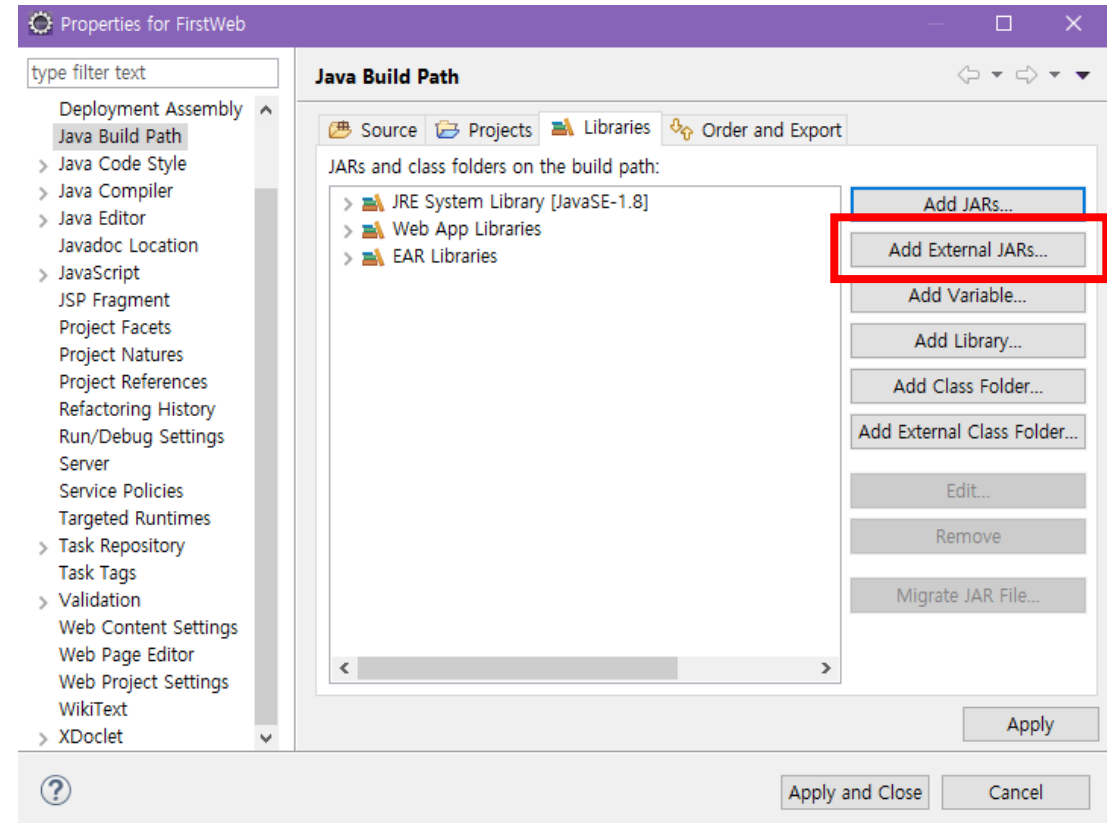 Properties for FirstWeb
type filter text
Deployment Assembly
Java Build Path
Java Code Style
Java Compiler
Java Editor
Javadoc Location
JavaScript
JSP Fragment
Project Facets
Project Natures
Project References
Refactoring History
Run/Debug Settings
Server
Service Policies
Targeted Runtimes
Task Repository
Task Tags
Validation
Web Content Settings
Web Page Editor
Web Project Settings
WikiText
XDoclet
Java Build Path
Source Projects Libraries Order and Export
JARs and class folders on the build path:
JRE System Library [JavaSE-1.8]
Web App Libraries
EAR Libraries
Add JARs...
Add External JARs...
Add Variable...
Add Library...
Add Class Folder...
Add External Class Folder...
Edit...
Remove
Migrate JAR File...
Apply
?
Apply and Close Cancel